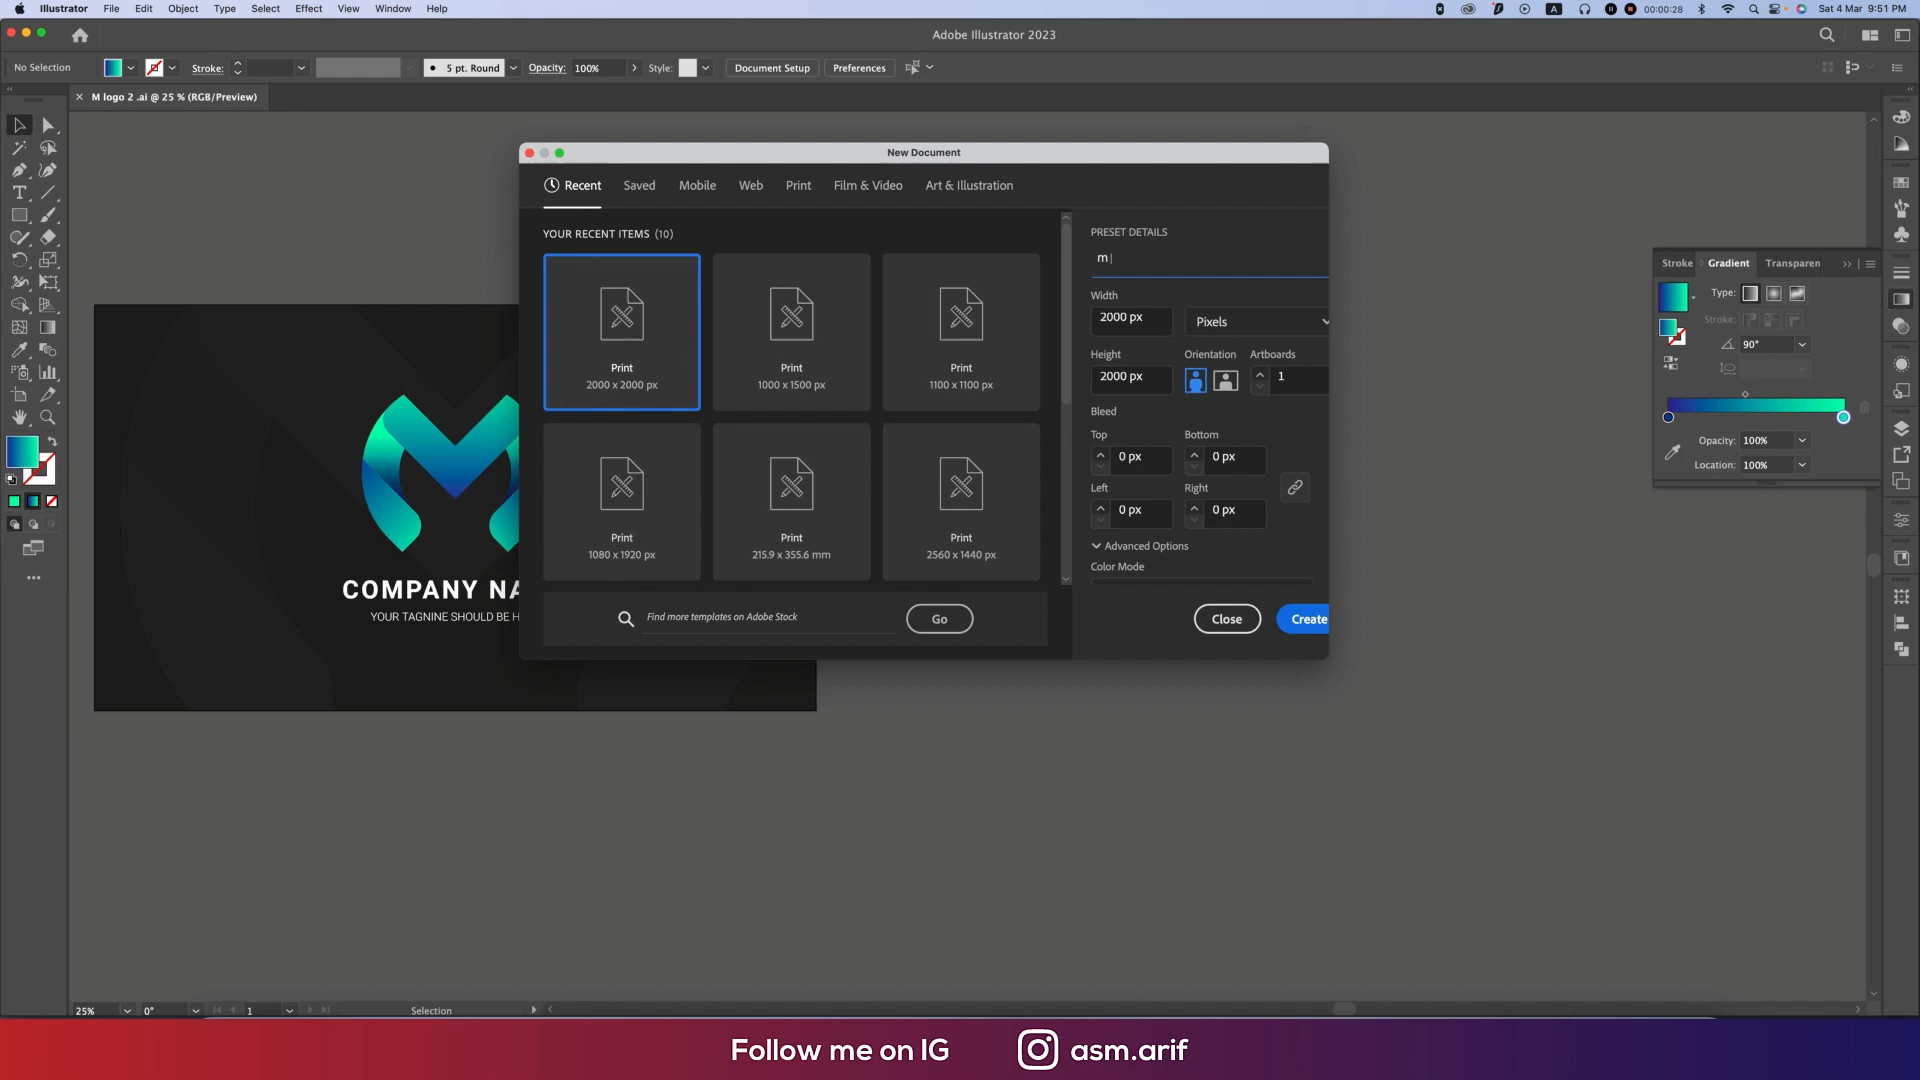 Illustrator File Edit Object Type Select Effect View Window Help
A 00:00:28 Sat 4 Mar 9:51 PM
Adobe Illustrator 2023
No Selection Stroke: 5 pt. Round Opacity: 100% Style: Document Setup Preferences
× M logo 2 .ai @ 25 % (RGB/Preview)
New Document
Recent Saved Mobile Web Print Film & Video Art & Illustration
YOUR RECENT ITEMS (10)
Print
2000 x 2000 px
Print
1000 x 1500 px
Print
1100 x 1100 px
Print
1080 x 1920 px
Print
215.9 x 355.6 mm
Print
2560 x 1440 px
Find more templates on Adobe Stock
Go
PRESET DETAILS
m
Width
2000 px Pixels
Height Orientation Artboards
2000 px 1
Bleed
Top Bottom
0 px 0 px
Left Right
0 px 0 px
Advanced Options
Color Mode
Close Create
COMPANY NA
YOUR TAGNINE SHOULD BE H
Stroke Gradient Transparen
Type:
Stroke:
90°
Opacity: 100%
Location: 100%
25% 0° 1 Selection
Follow me on IG asm.arif